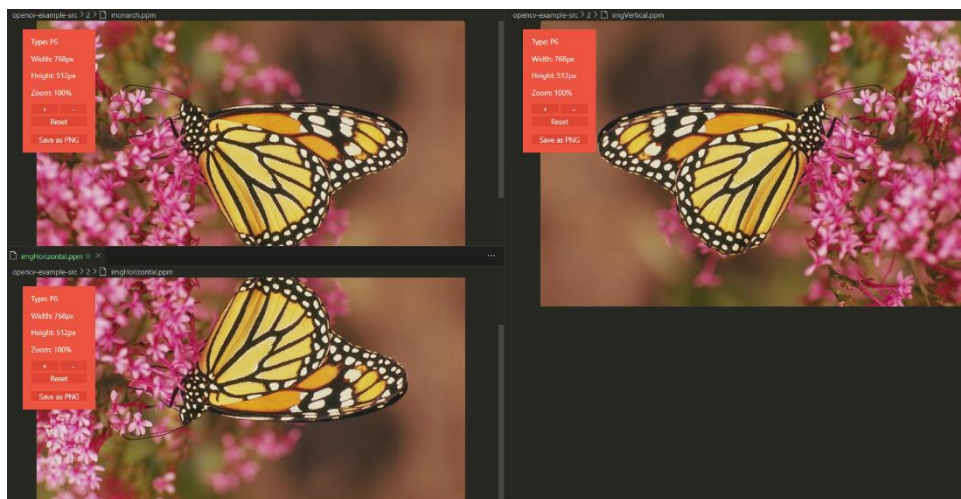 opencv-example-src > 2 > monarch.ppm
Type: P6
Width: 768px
Height: 512px
Zoom: 100%
+ -
Reset
Save as PNG
imgHorizontal.ppm U ×
...
opencv-example-src > 2 > imgHorizontal.ppm
Type: P6
Width: 768px
Height: 512px
Zoom: 100%
+ -
Reset
Save as PNG
opencv-example-src > 2 > imgVertical.ppm
Type: P6
Width: 768px
Height: 512px
Zoom: 100%
+ -
Reset
Save as PNG